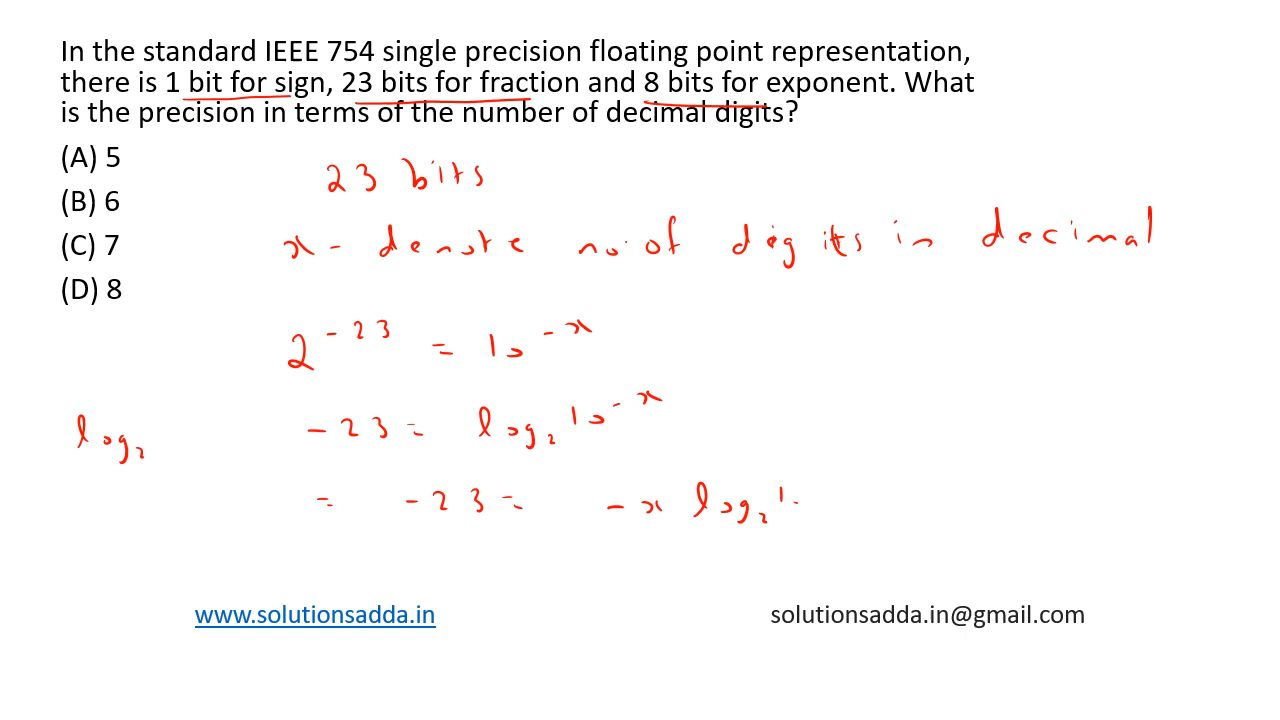 In the standard IEEE 754 single precision floating point representation,
there is 1 bit for sign, 23 bits for fraction and 8 bits for exponent. What
is the precision in terms of the number of decimal digits?
(A) 5
(B) 6
(C) 7
(D) 8
23 bits
x - denote no. of digits in decimal
2^-23 = 10^-x
log₂ -23 = log₂ 10^-x
= -23 = -x log₂ 1
www.solutionsadda.in solutionsadda.in@gmail.com